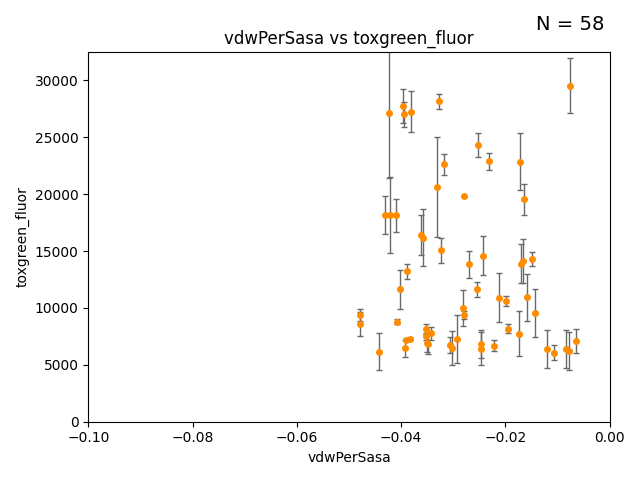 N = 58
vdwPerSasa vs toxgreen_fluor
30000
25000
20000
15000
10000
5000
0
toxgreen_fluor
−0.10 −0.08 −0.06 −0.04 −0.02 0.00
vdwPerSasa